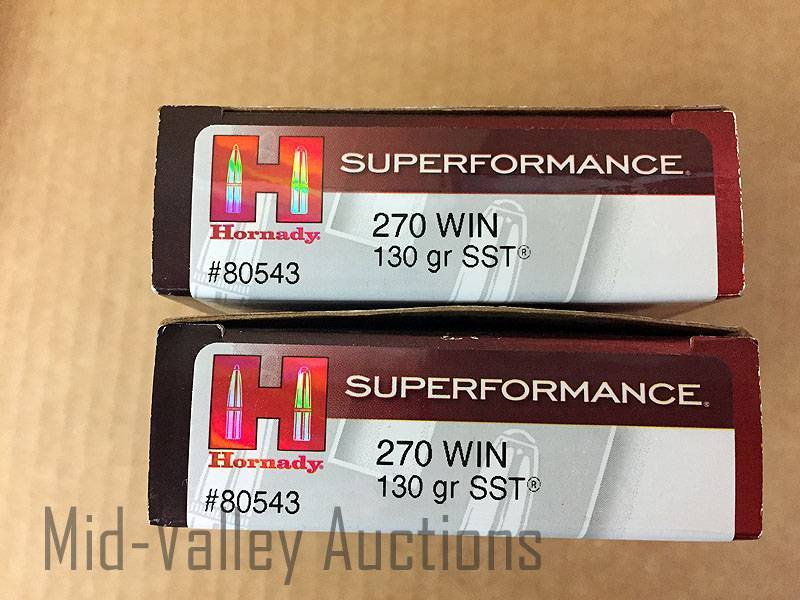 SUPERFORMANCE.
Hornady.
270 WIN
130 gr SST®
#80543
SUPERFORMANCE.
Hornady.
270 WIN
130 gr SST®
#80543
Mid-Valley Auctions